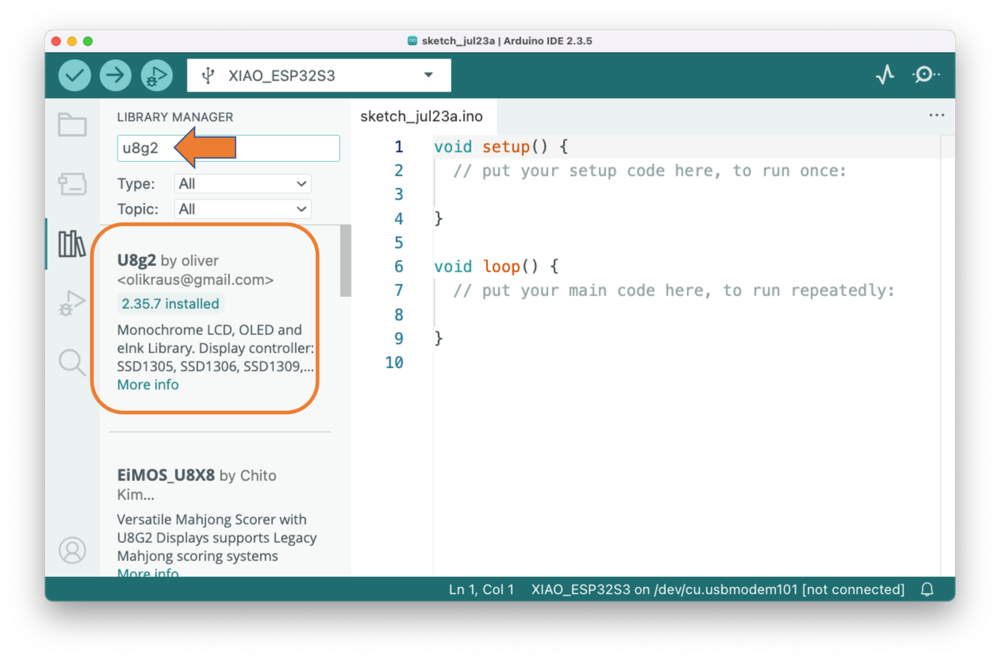 sketch_jul23a | Arduino IDE 2.3.5
XIAO_ESP32S3
LIBRARY MANAGER
u8g2
Type: All
Topic: All
U8g2 by oliver
<olikraus@gmail.com>
2.35.7 installed
Monochrome LCD, OLED and
eInk Library. Display controller:
SSD1305, SSD1306, SSD1309,...
More info
EiMOS_U8X8 by Chito
Kim...
Versatile Mahjong Scorer with
U8G2 Displays supports Legacy
Mahjong scoring systems
More info
sketch_jul23a.ino
1 void setup() {
2 // put your setup code here, to run once:
3
4 }
5
6 void loop() {
7 // put your main code here, to run repeatedly:
8
9 }
10
Ln 1, Col 1 XIAO_ESP32S3 on /dev/cu.usbmodem101 [not connected]